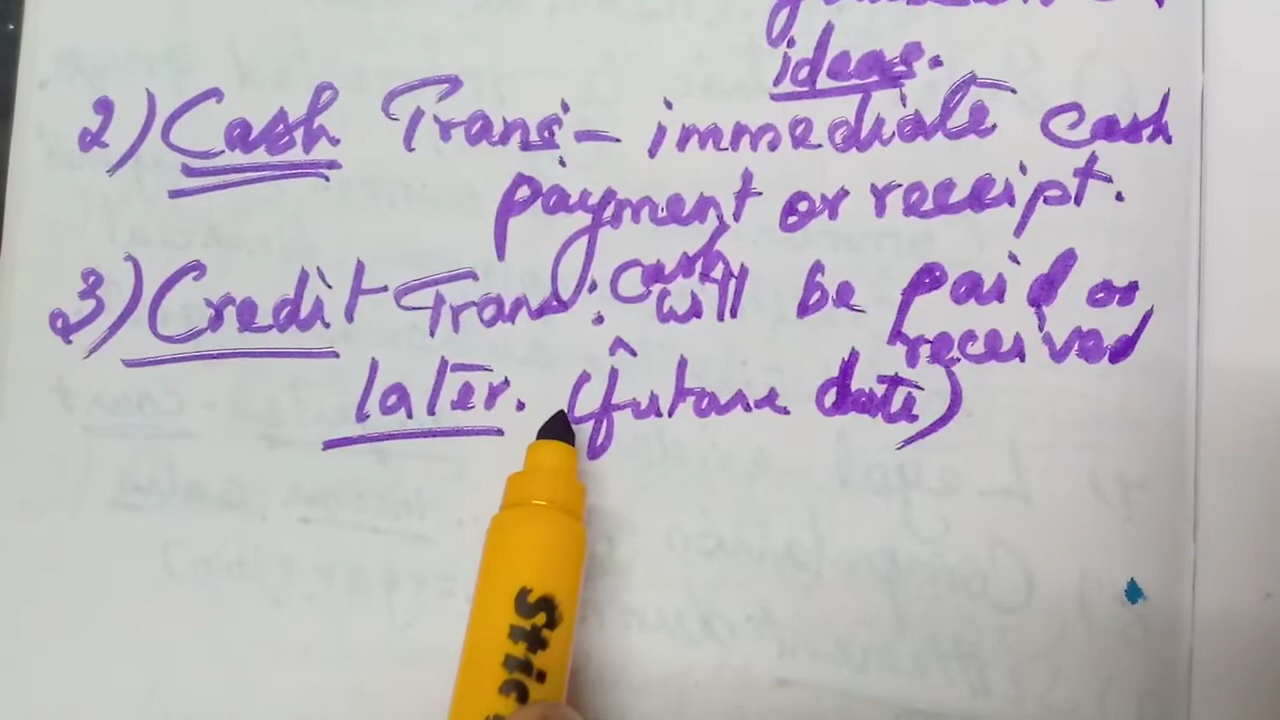 ideas.
2) Cash Trans:- immediate cash
payment or receipt.
3) Credit Trans: cash will be paid or
received
later. (future date)
Stic